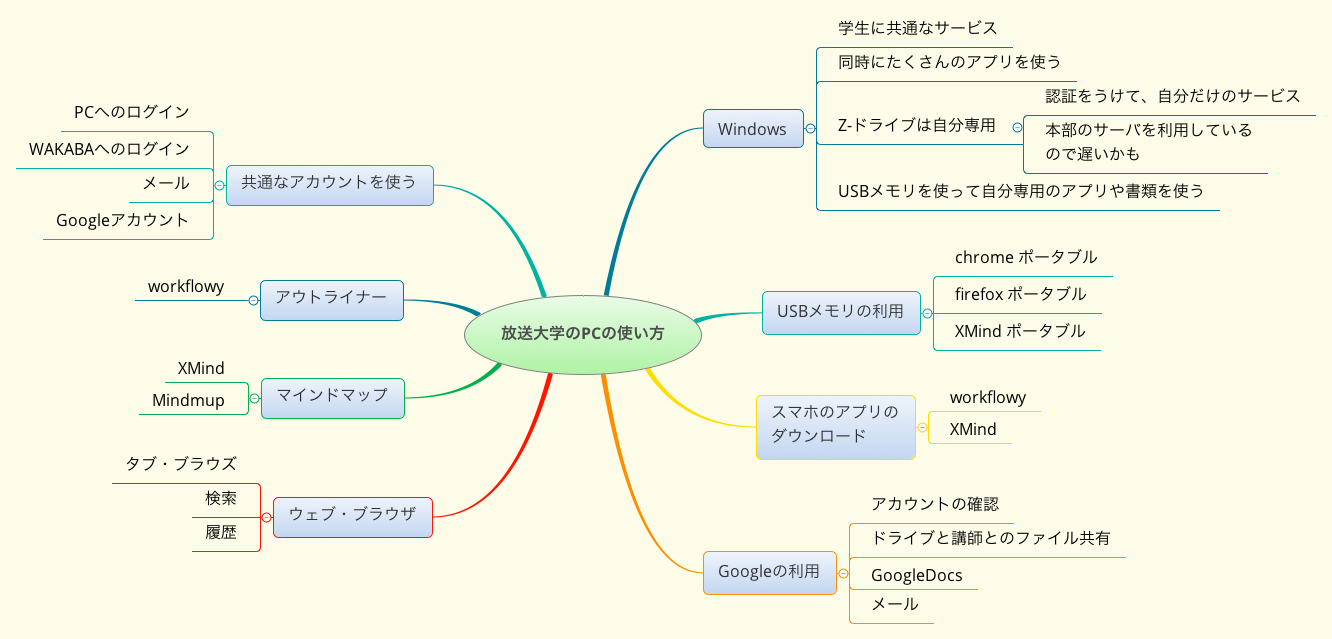 放送大学のPCの使い方
Windows
学生に共通なサービス
同時にたくさんのアプリを使う
Z-ドライブは自分専用
認証をうけて、自分だけのサービス
本部のサーバを利用している
ので遅いかも
USBメモリを使って自分専用のアプリや書類を使う
USBメモリの利用
chrome ポータブル
firefox ポータブル
XMind ポータブル
スマホのアプリの
ダウンロード
workflowy
XMind
Googleの利用
アカウントの確認
ドライブと講師とのファイル共有
GoogleDocs
メール
共通なアカウントを使う
PCへのログイン
WAKABAへのログイン
メール
Googleアカウント
アウトライナー
workflowy
マインドマップ
XMind
Mindmup
ウェブ・ブラウザ
タブ・ブラウズ
検索
履歴